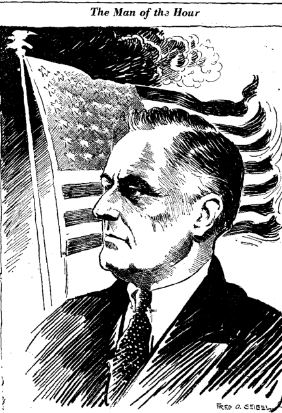 The Man of the Hour
FRED O. SEIBEL